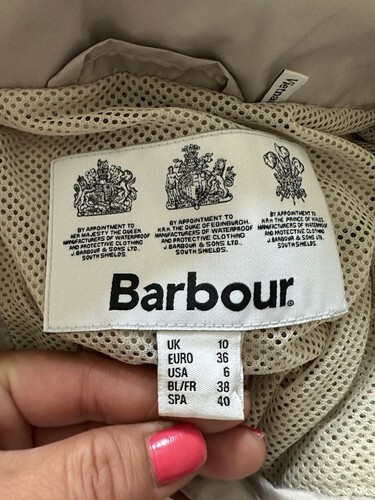 Vietna
BY APPOINTMENT TO
HER MAJESTY THE QUEEN
MANUFACTURERS OF WATERPROOF
AND PROTECTIVE CLOTHING
J. BARBOUR & SONS LTD.,
SOUTH SHIELDS.
BY APPOINTMENT TO
H.R.H. THE DUKE OF EDINBURGH.
MANUFACTURERS OF WATERPROOF
AND PROTECTIVE CLOTHING
J. BARBOUR & SONS LTD.,
SOUTH SHIELDS.
BY APPOINTMENT TO
H.R.H. THE PRINCE OF WALES.
MANUFACTURERS OF WATERPROOF
AND PROTECTIVE CLOTHING
J. BARBOUR & SONS LTD.,
SOUTH SHIELDS.
Barbour®
UK 10
EURO 36
USA 6
BL/FR 38
SPA 40